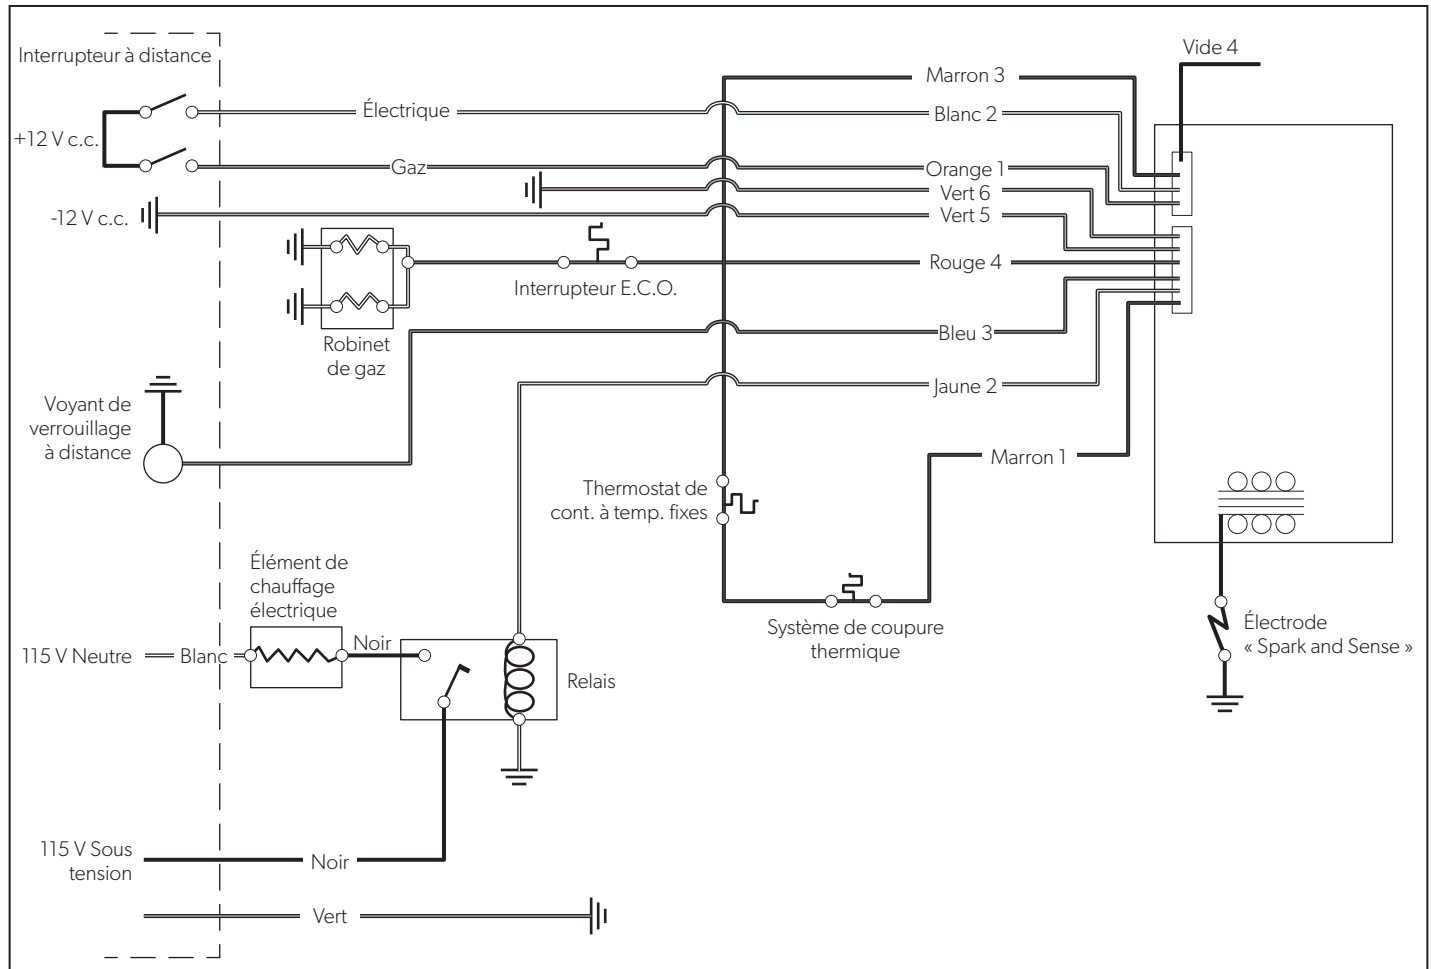 Vide 4
Interrupteur à distance
Marron 3
Électrique
Blanc 2
+12 V c.c.
Gaz
Orange 1
Vert 6
-12 V c.c.
Vert 5
Rouge 4
Interrupteur E.C.O.
Robinet
de gaz
Bleu 3
Jaune 2
Voyant de
verrouillage
à distance
Marron 1
Thermostat de
cont. à temp. fixes
Élément de
chauffage
électrique
Système de coupure
thermique
Électrode
« Spark and Sense »
115 V Neutre
Blanc
Noir
Relais
115 V Sous
tension
Noir
Vert